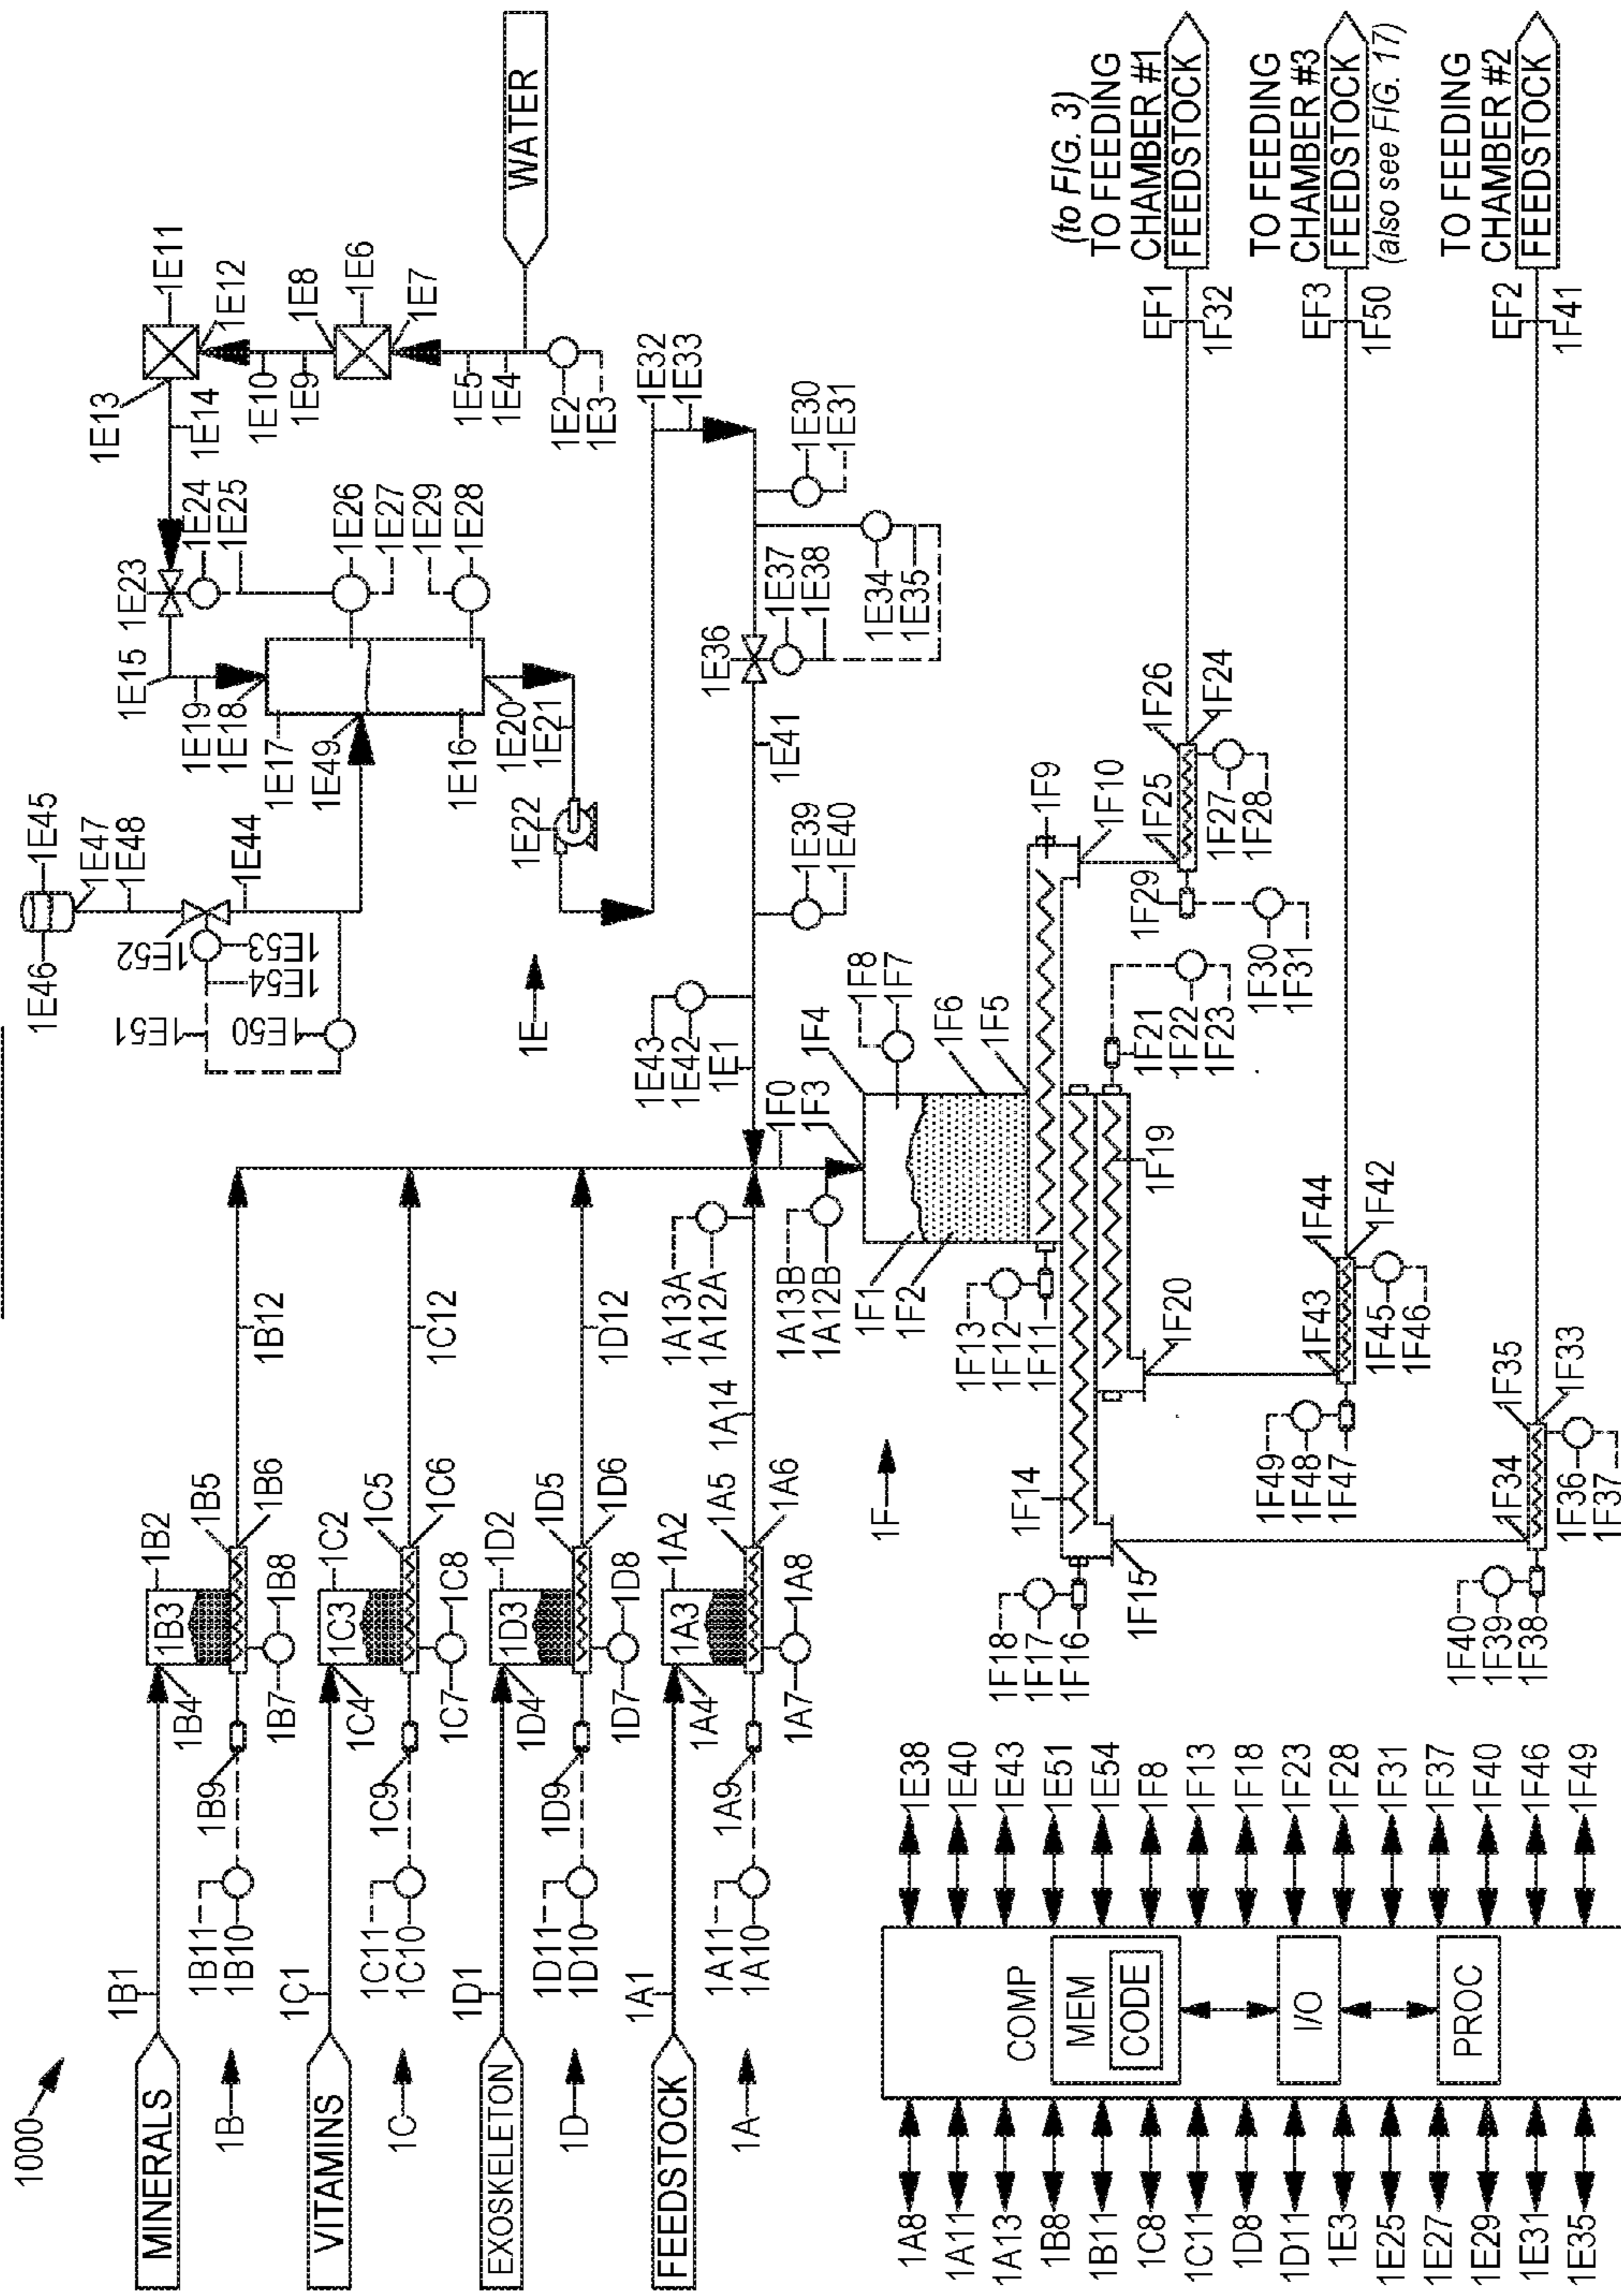 1000
MINERALS
1B1
1B
1B11
1B10
1B9
1B4
1B3
1B2
1B5
1B6
1B7
1B8
1B12
VITAMINS
1C1
1C
1C11
1C10
1C9
1C4
1C3
1C2
1C5
1C6
1C7
1C8
1C12
EXOSKELETON
1D1
1D
1D11
1D10
1D9
1D4
1D3
1D2
1D5
1D6
1D7
1D8
1D12
FEEDSTOCK
1A1
1A
1A11
1A10
1A9
1A4
1A3
1A2
1A5
1A6
1A7
1A8
1A14
1A13A
1A12A
1A13B
1A12B
1E46
1E45
1E47
1E48
1E44
1E52
1E53
1E54
1E51
1E50
1E
1E15
1E23
1E24
1E25
1E19
1E18
1E17
1E49
1E16
1E26
1E27
1E29
1E28
1E20
1E21
1E22
1E13
1E14
1E11
1E12
1E10
1E9
1E8
1E6
1E7
1E5
1E4
1E2
1E3
WATER
1E32
1E33
1E30
1E31
1E34
1E35
1E36
1E37
1E38
1E41
1E39
1E40
1E43
1E42
1E1
1F0
1F3
1F4
1F8
1F7
1F6
1F5
1F1
1F2
1F
1F13
1F12
1F11
1F9
1F10
1F14
1F15
1F18
1F17
1F16
1F19
1F20
1F21
1F22
1F23
1F25
1F26
1F24
1F27
1F28
1F29
1F30
1F31
1F43
1F44
1F42
1F45
1F46
1F49
1F48
1F47
1F34
1F35
1F33
1F36
1F37
1F40
1F39
1F38
EF1
1F32
(to FIG. 3)
TO FEEDING
CHAMBER #1
FEEDSTOCK
EF3
1F50
TO FEEDING
CHAMBER #3
FEEDSTOCK
(also see FIG. 17)
EF2
1F41
TO FEEDING
CHAMBER #2
FEEDSTOCK
COMP
MEM
CODE
I/O
PROC
1A8
1A11
1A13
1B8
1B11
1C8
1C11
1D8
1D11
1E3
1E25
1E27
1E29
1E31
1E35
1E38
1E40
1E43
1E51
1E54
1F8
1F13
1F18
1F23
1F28
1F31
1F37
1F40
1F46
1F49